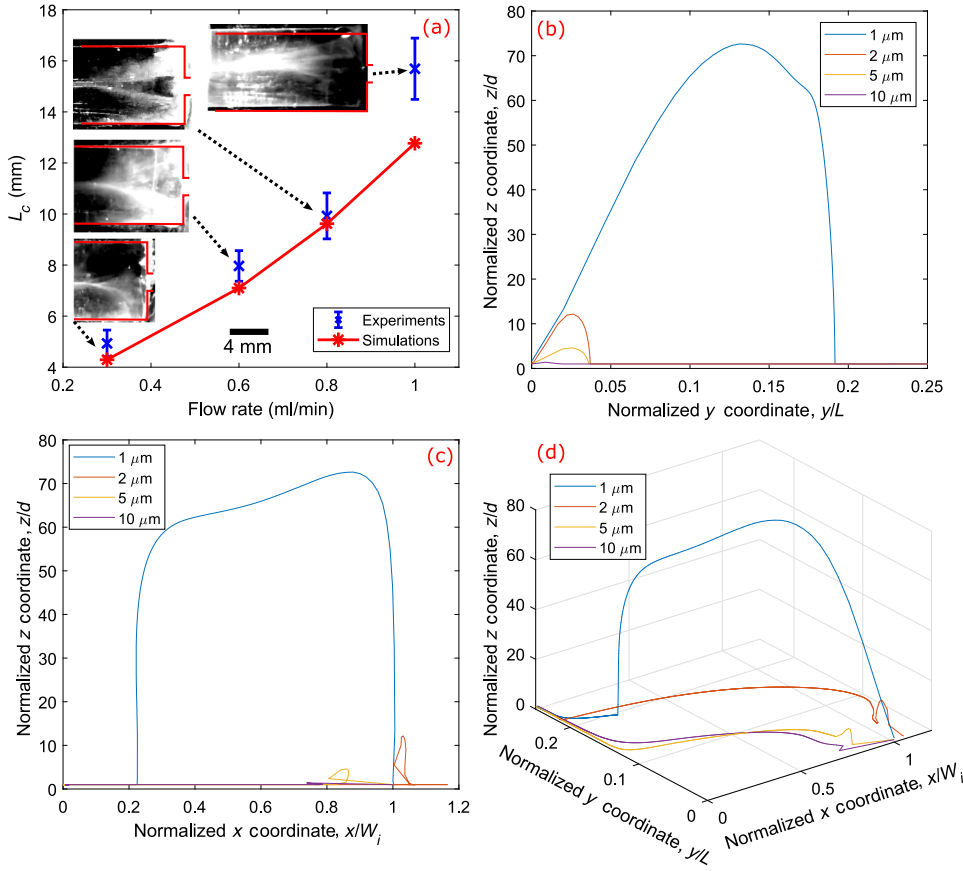 (a)
18
16
14
12
10
8
6
4
L_c (mm)
4 mm
Experiments
Simulations
0.2 0.4 0.6 0.8 1
Flow rate (ml/min)
(b)
80
70
60
50
40
30
20
10
0
Normalized z coordinate, z/d
1 μm
2 μm
5 μm
10 μm
0 0.05 0.1 0.15 0.2 0.25
Normalized y coordinate, y/L
(c)
80
70
60
50
40
30
20
10
0
Normalized z coordinate, z/d
1 μm
2 μm
5 μm
10 μm
0 0.2 0.4 0.6 0.8 1 1.2
Normalized x coordinate, x/W_i
(d)
80
60
40
20
0
Normalized z coordinate, z/d
1 μm
2 μm
5 μm
10 μm
0.2
0.1
0
Normalized y coordinate, y/L
0
0.5
1
Normalized x coordinate, x/W_i